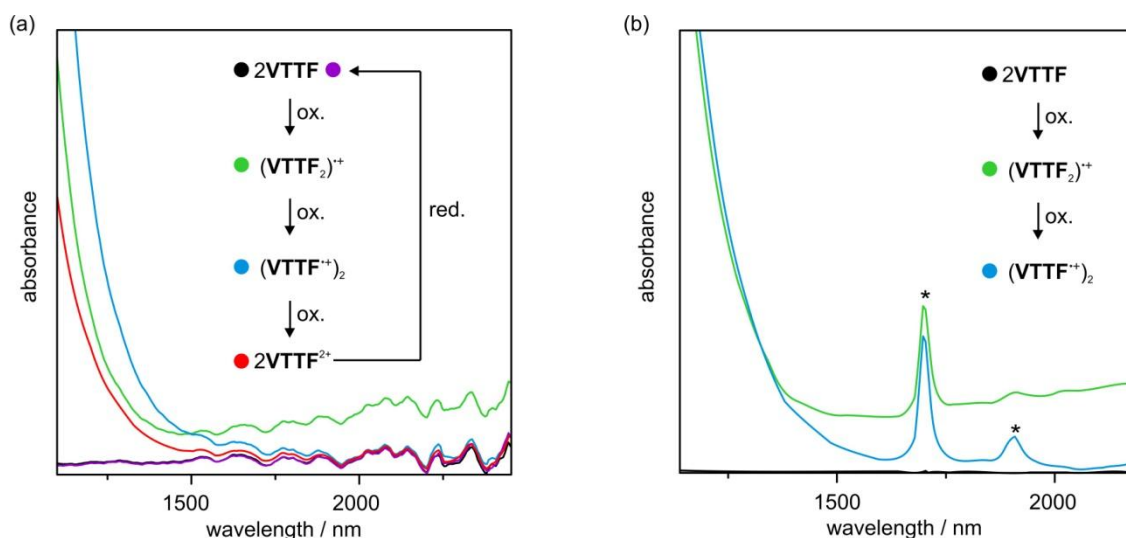 (a)
absorbance
2VTTF
ox.
(VTTF₂)•⁺
ox.
red.
(VTTF•⁺)₂
ox.
2VTTF²⁺
1500
2000
wavelength / nm
(b)
absorbance
2VTTF
ox.
(VTTF₂)•⁺
ox.
(VTTF•⁺)₂
*
*
1500
2000
wavelength / nm